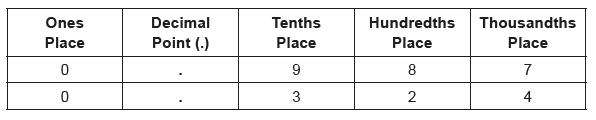 Ones Place Decimal Point (.) Tenths Place Hundredths Place Thousandths Place
0 . 9 8 7
0 . 3 2 4